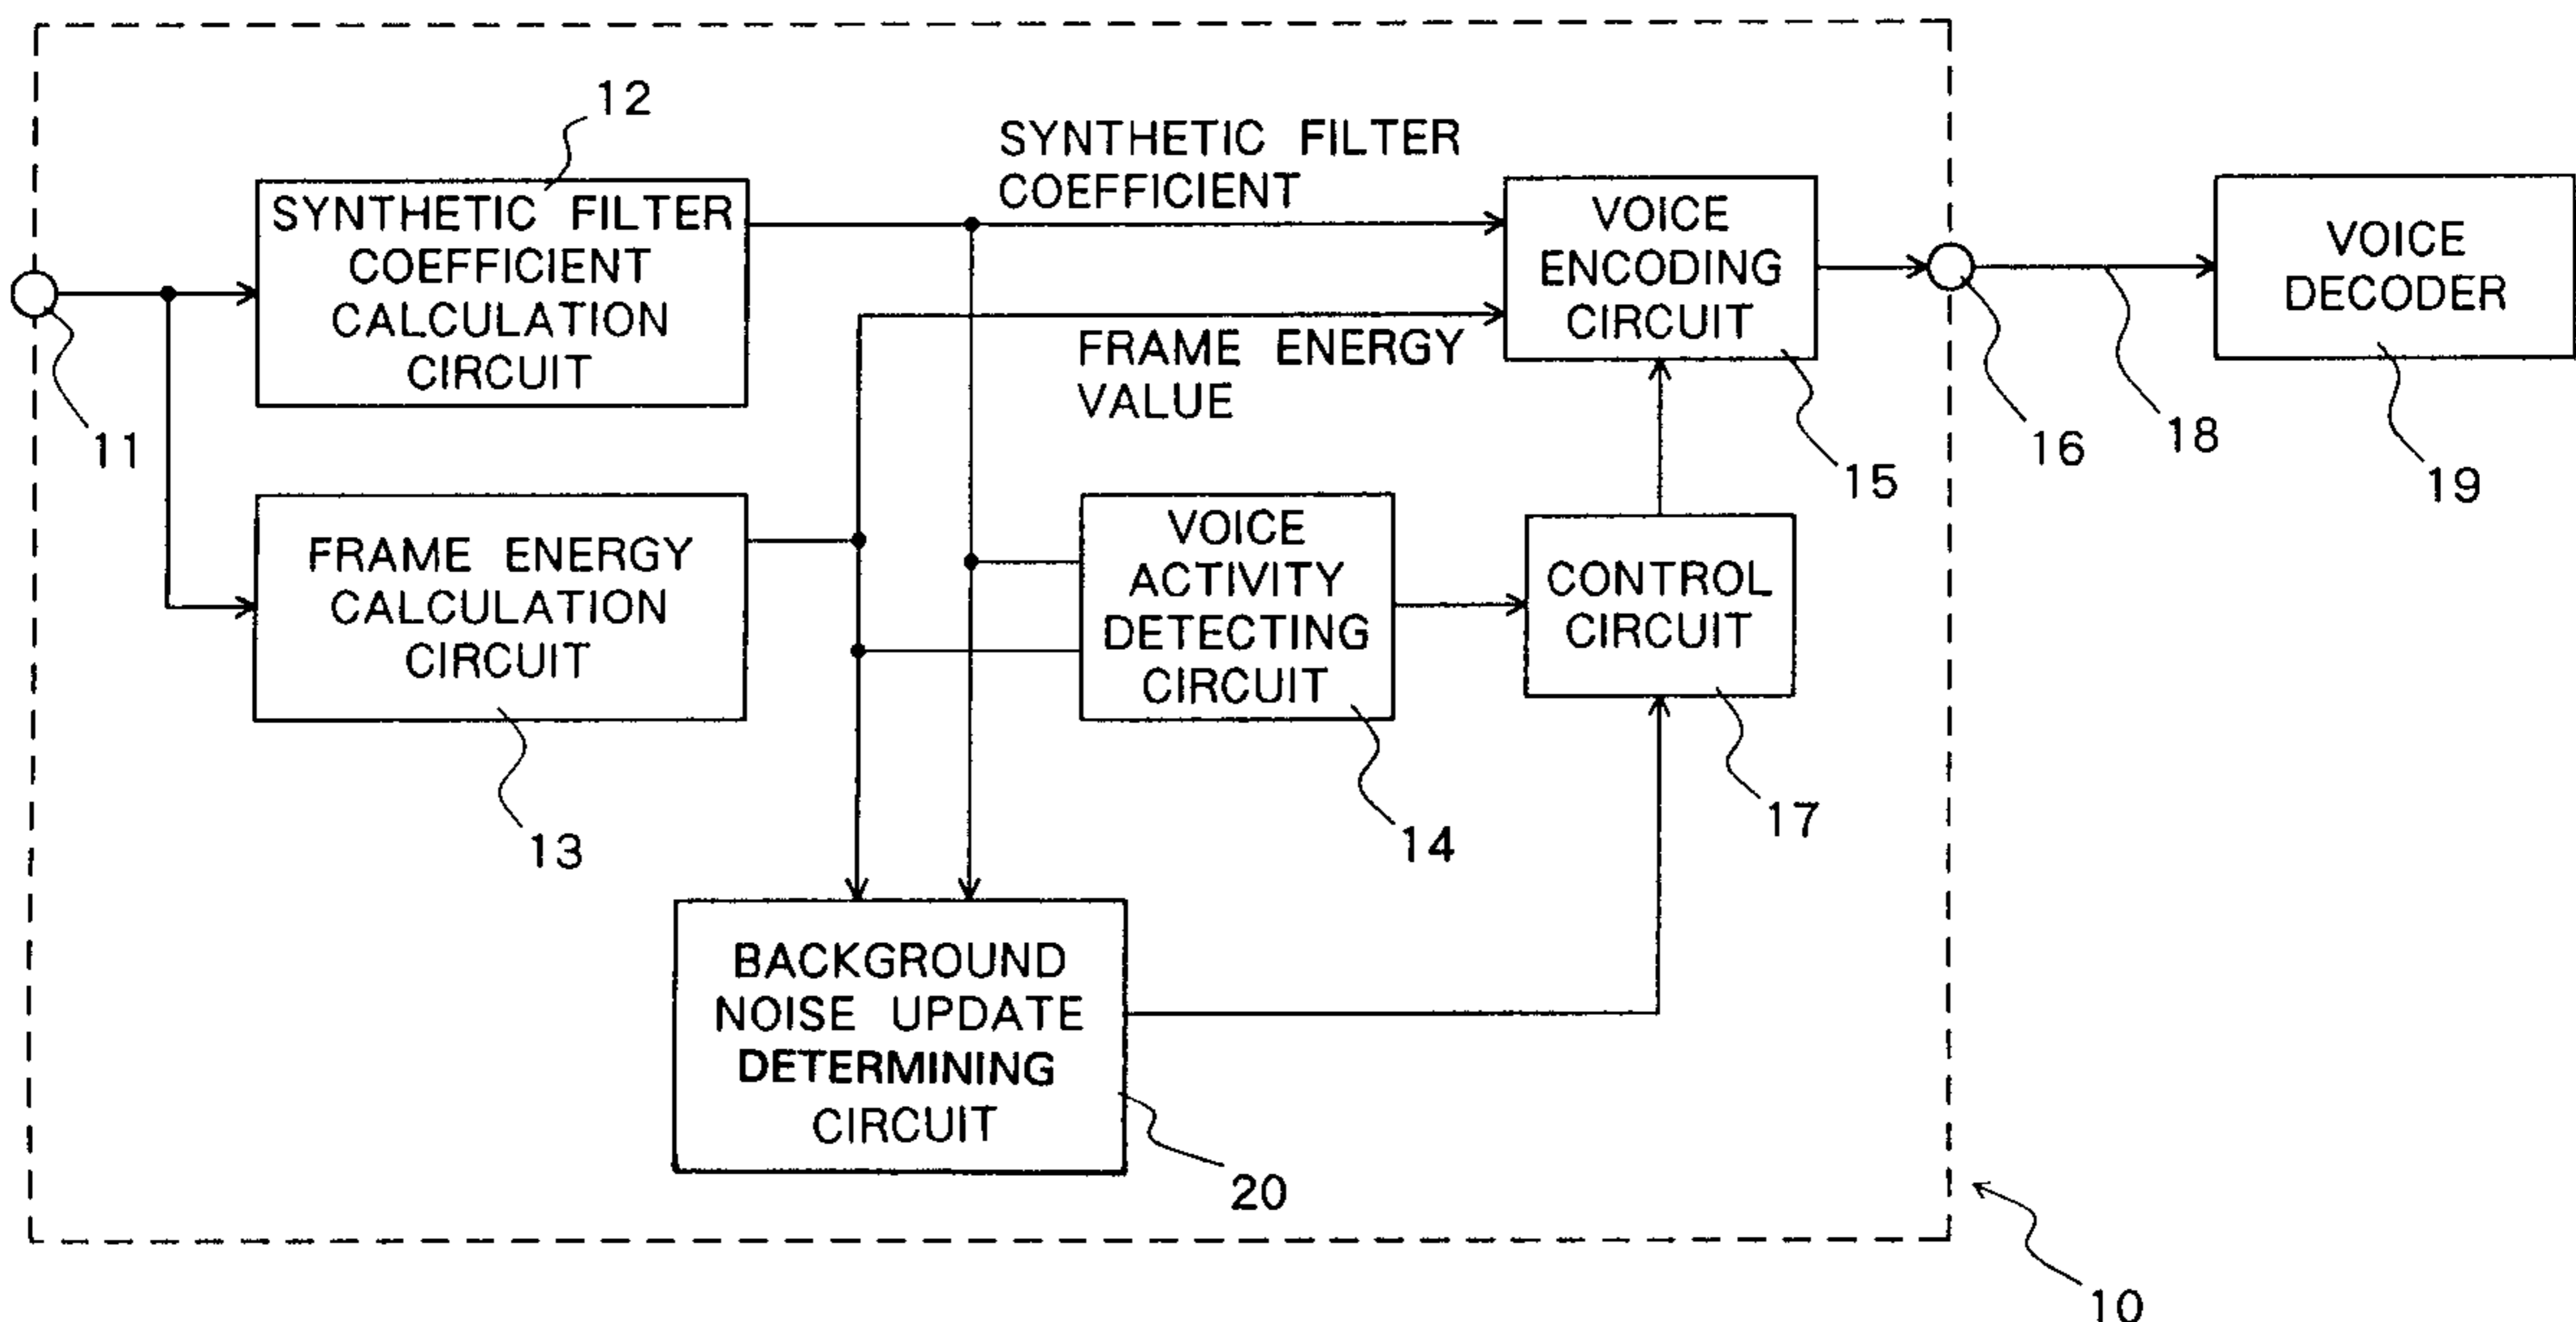 12
SYNTHETIC FILTER
COEFFICIENT
CALCULATION
CIRCUIT
SYNTHETIC FILTER
COEFFICIENT
VOICE
ENCODING
CIRCUIT
VOICE
DECODER
FRAME ENERGY
VALUE
11
15
16
18
19
FRAME ENERGY
CALCULATION
CIRCUIT
VOICE
ACTIVITY
DETECTING
CIRCUIT
CONTROL
CIRCUIT
13
14
17
BACKGROUND
NOISE UPDATE
DETERMINING
CIRCUIT
20
10